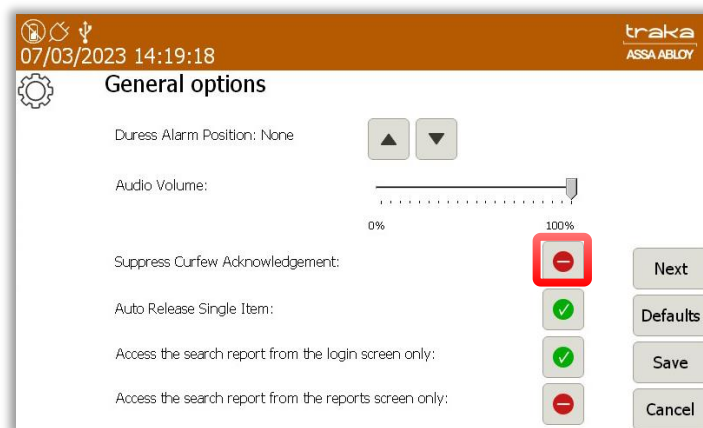 07/03/2023 14:19:18
traka
ASSA ABLOY
General options
Duress Alarm Position: None
Audio Volume:
0% 100%
Suppress Curfew Acknowledgement:
Next
Auto Release Single Item:
Defaults
Access the search report from the login screen only:
Save
Access the search report from the reports screen only:
Cancel